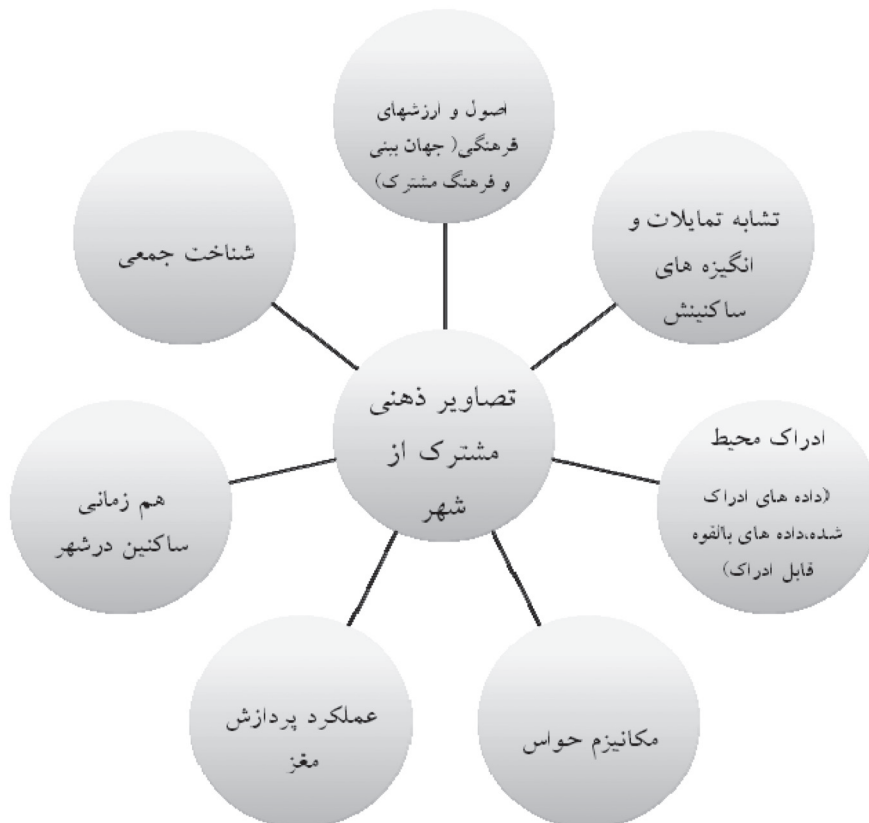 اصول و ارزشهای
فرهنگی( جهان بینی
و فرهنگ مشترک)
تشابه تمایلات و
انگیزه های
ساکنینش
شناخت جمعی
تصاویر ذهنی
مشترک از
شهر
ادراک محیط
(داده های ادراک
شده،داده های بالقوه
قابل ادراک)
هم زمانی
ساکنین درشهر
عملکرد پردازش
مغز
مکانیزم حواس